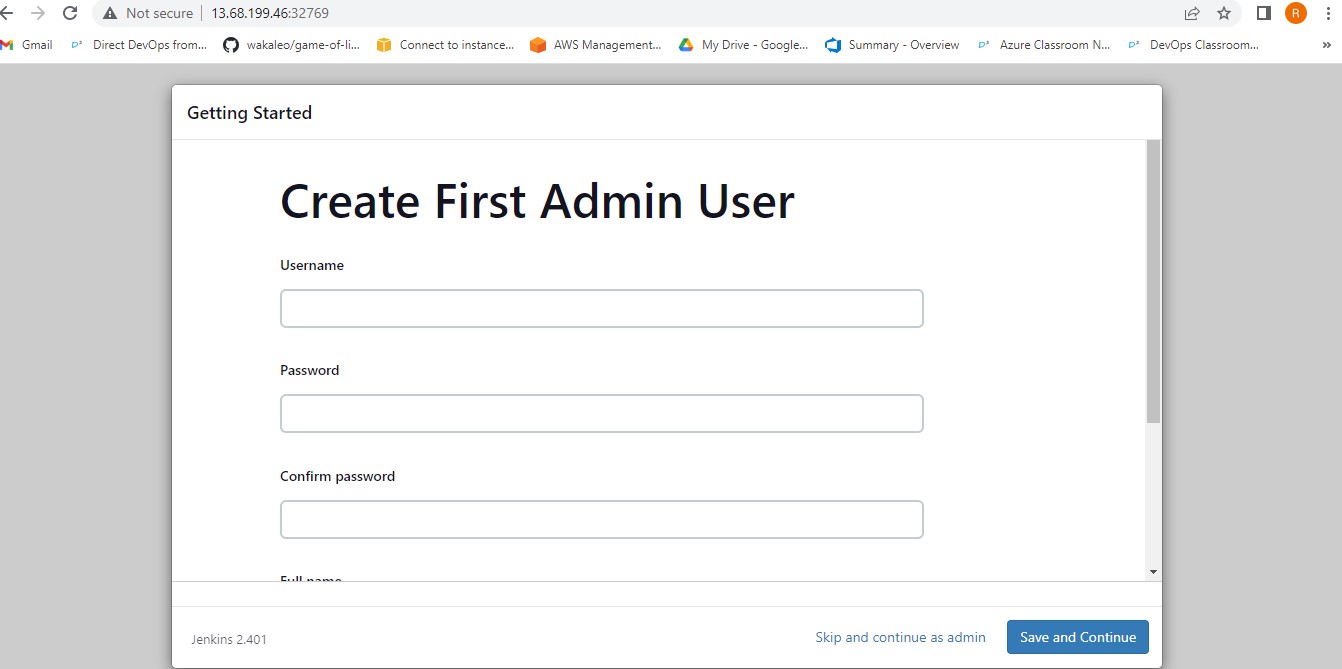 Not secure 13.68.199.46:32769 R
Gmail Direct DevOps from... wakaleo/game-of-li... Connect to instance... AWS Management... My Drive - Google... Summary - Overview Azure Classroom N... DevOps Classroom... »
Getting Started
Create First Admin User
Username
Password
Confirm password
Full name
Jenkins 2.401 Skip and continue as admin Save and Continue